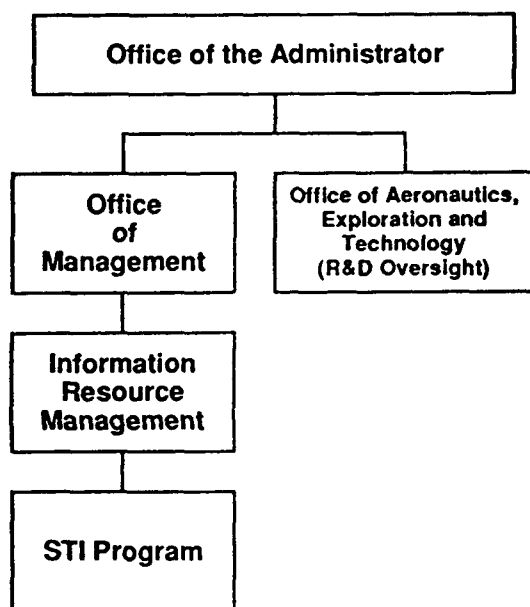 Office of the Administrator
Office
of
Management
Office of Aeronautics,
Exploration and
Technology
(R&D Oversight)
Information
Resource
Management
STI Program